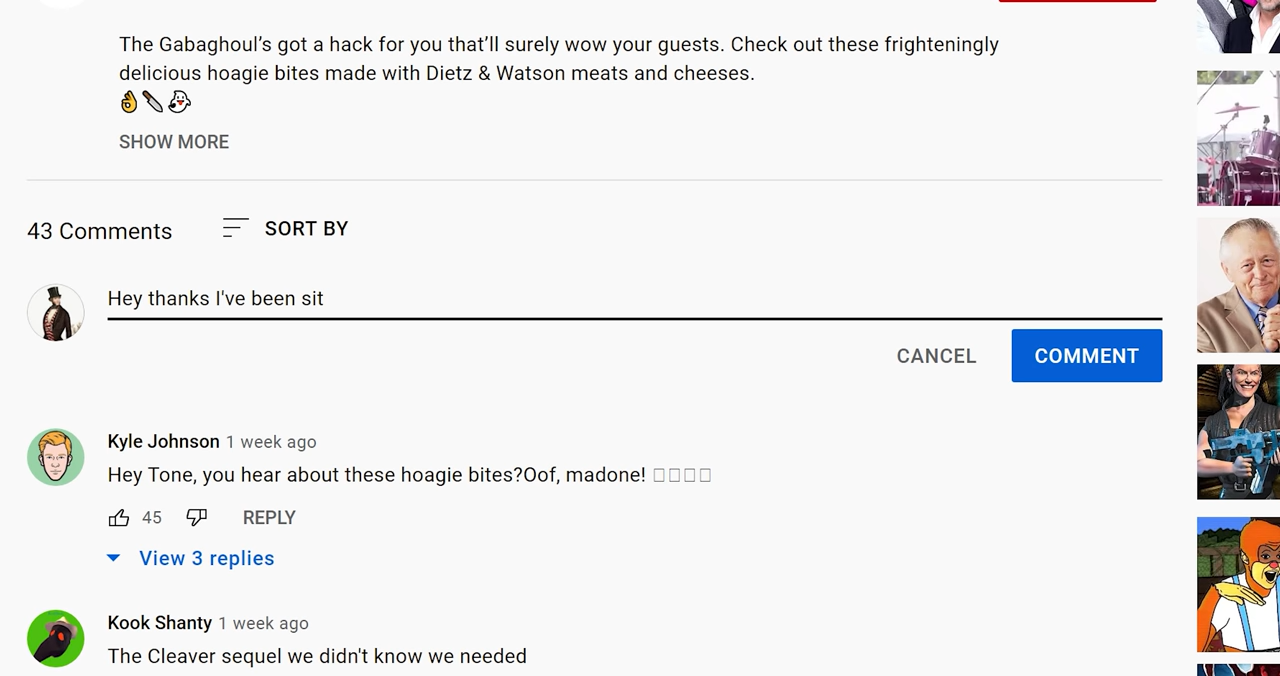 The Gabaghoul’s got a hack for you that’ll surely wow your guests. Check out these frighteningly
delicious hoagie bites made with Dietz & Watson meats and cheeses.
👌🔪👻
SHOW MORE
43 Comments
SORT BY
Hey thanks I've been sit
CANCEL
COMMENT
Kyle Johnson 1 week ago
Hey Tone, you hear about these hoagie bites?Oof, madone! □□□□
45
REPLY
View 3 replies
Kook Shanty 1 week ago
The Cleaver sequel we didn't know we needed